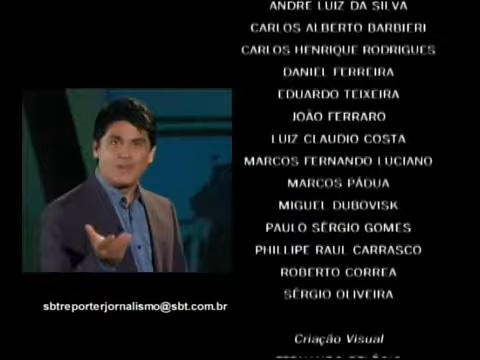 ANDRE LUIZ DA SILVA
CARLOS ALBERTO BARBIERI
CARLOS HENRIQUE RODRIGUES
DANIEL FERREIRA
EDUARDO TEIXEIRA
JOÃO FERRARO
LUIZ CLAUDIO COSTA
MARCOS FERNANDO LUCIANO
MARCOS PÁDUA
MIGUEL DUBOVISK
PAULO SÉRGIO GOMES
PHILLIPE RAUL CARRASCO
ROBERTO CORREA
SÉRGIO OLIVEIRA
sbtreporterjornalismo@sbt.com.br
Criação Visual